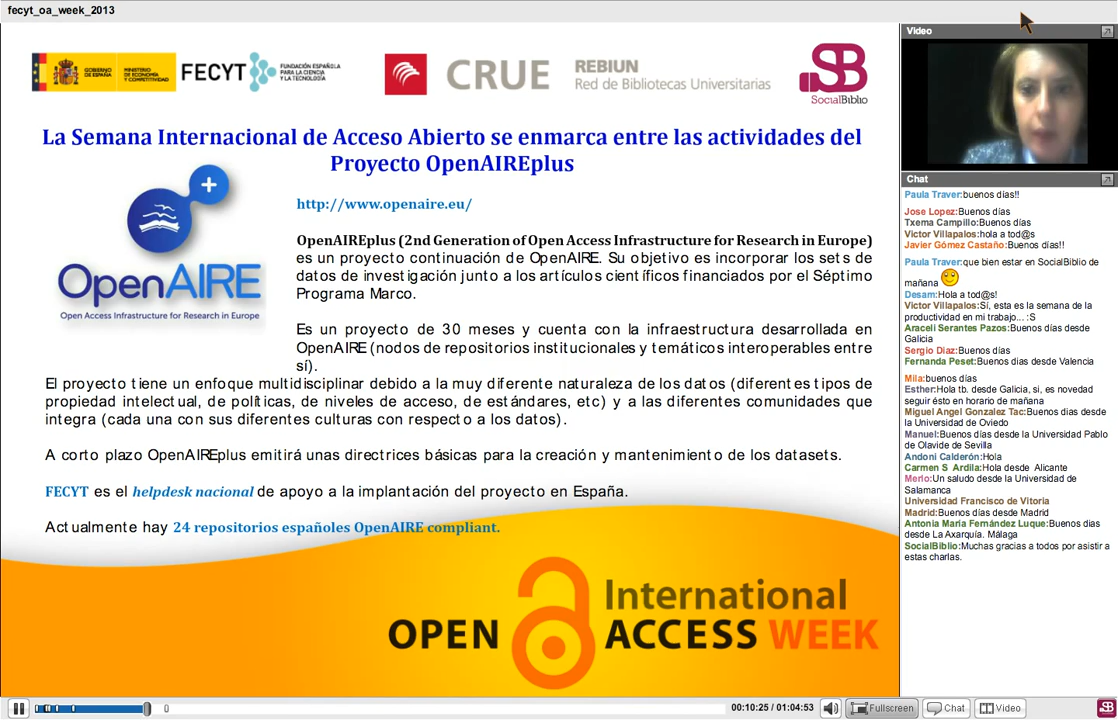 fecyt_oa_week_2013
GOBIERNO
DE ESPAÑA
MINISTERIO
DE ECONOMÍA
Y COMPETITIVIDAD
FECYT
FUNDACIÓN ESPAÑOLA
PARA LA CIENCIA
Y LA TECNOLOGÍA
CRUE
REBIUN
Red de Bibliotecas Universitarias
SB
SocialBiblio
La Semana Internacional de Acceso Abierto se enmarca entre las actividades del
Proyecto OpenAIREplus
OpenAIRE
Open Access Infrastructure for Research in Europe
http://www.openaire.eu/
OpenAIREplus (2nd Generation of Open Access Infrastructure for Research in Europe)
es un proyecto continuación de OpenAIRE. Su objetivo es incorporar los sets de
datos de investigación junto a los artículos científicos financiados por el Séptimo
Programa Marco.
Es un proyecto de 30 meses y cuenta con la infraestructura desarrollada en
OpenAIRE (nodos de repositorios institucionales y temáticos interoperables entre
sí).
El proyecto tiene un enfoque multidisciplinar debido a la muy diferente naturaleza de los datos (diferentes tipos de
propiedad intelectual, de políticas, de niveles de acceso, de estándares, etc) y a las diferentes comunidades que
integra (cada una con sus diferentes culturas con respecto a los datos).
A corto plazo OpenAIREplus emitirá unas directrices básicas para la creación y mantenimiento de los datasets.
FECYT es el helpdesk nacional de apoyo a la implantación del proyecto en España.
Actualmente hay 24 repositorios españoles OpenAIRE compliant.
International
OPEN ACCESS WEEK
Video
Chat
Paula Traver:buenos días!!
Jose Lopez:Buenos días
Txema Campillo:Buenos días
Victor Villapalos:hola a tod@s
Javier Gómez Castaño:Buenos días!!
Paula Traver:que bien estar en SocialBiblio de
mañana
Desam:Hola a tod@s!
Victor Villapalos:Sí, esta es la semana de la
productividad en mi trabajo... :S
Araceli Serantes Pazos:Buenos días desde
Galicia
Sergio Diaz:Buenos días
Fernanda Peset:Buenos dias desde Valencia
Mila:buenos días
Esther:Hola tb. desde Galicia, si, es novedad
seguir ésto en horario de mañana
Miguel Angel Gonzalez Tac:Buenos dias desde
la Universidad de Oviedo
Manuel:Buenos días desde la Universidad Pablo
de Olavide de Sevilla
Andoni Calderón:Hola
Carmen S Ardila:Hola desde Alicante
Merlo:Un saludo desde la Universidad de
Salamanca
Universidad Francisco de Vitoria
Madrid:Buenos días desde Madrid
Antonia Maria Fernández Luque:Buenos dias
desde La Axarquía. Málaga
SocialBiblio:Muchas gracias a todos por asistir a
estas charlas.
00:10:25 / 01:04:53
Fullscreen
Chat
Video
SB